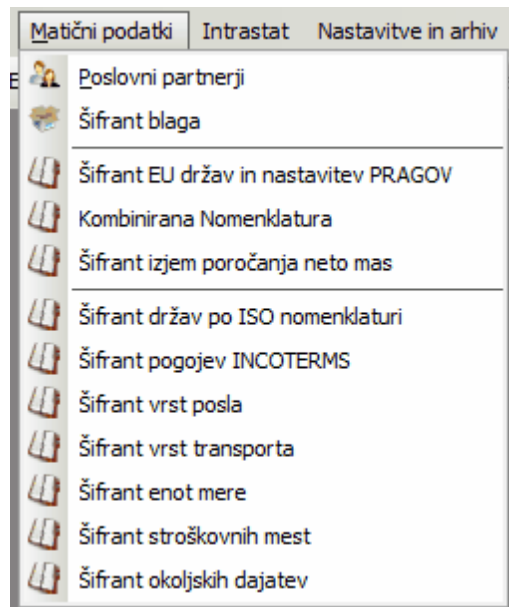 Matični podatki Intrastat Nastavitve in arhiv
Poslovni partnerji
Šifrant blaga
Šifrant EU držav in nastavitev PRAGOV
Kombinirana Nomenklatura
Šifrant izjem poročanja neto mas
Šifrant držav po ISO nomenklaturi
Šifrant pogojev INCOTERMS
Šifrant vrst posla
Šifrant vrst transporta
Šifrant enot mere
Šifrant stroškovnih mest
Šifrant okoljskih dajatev